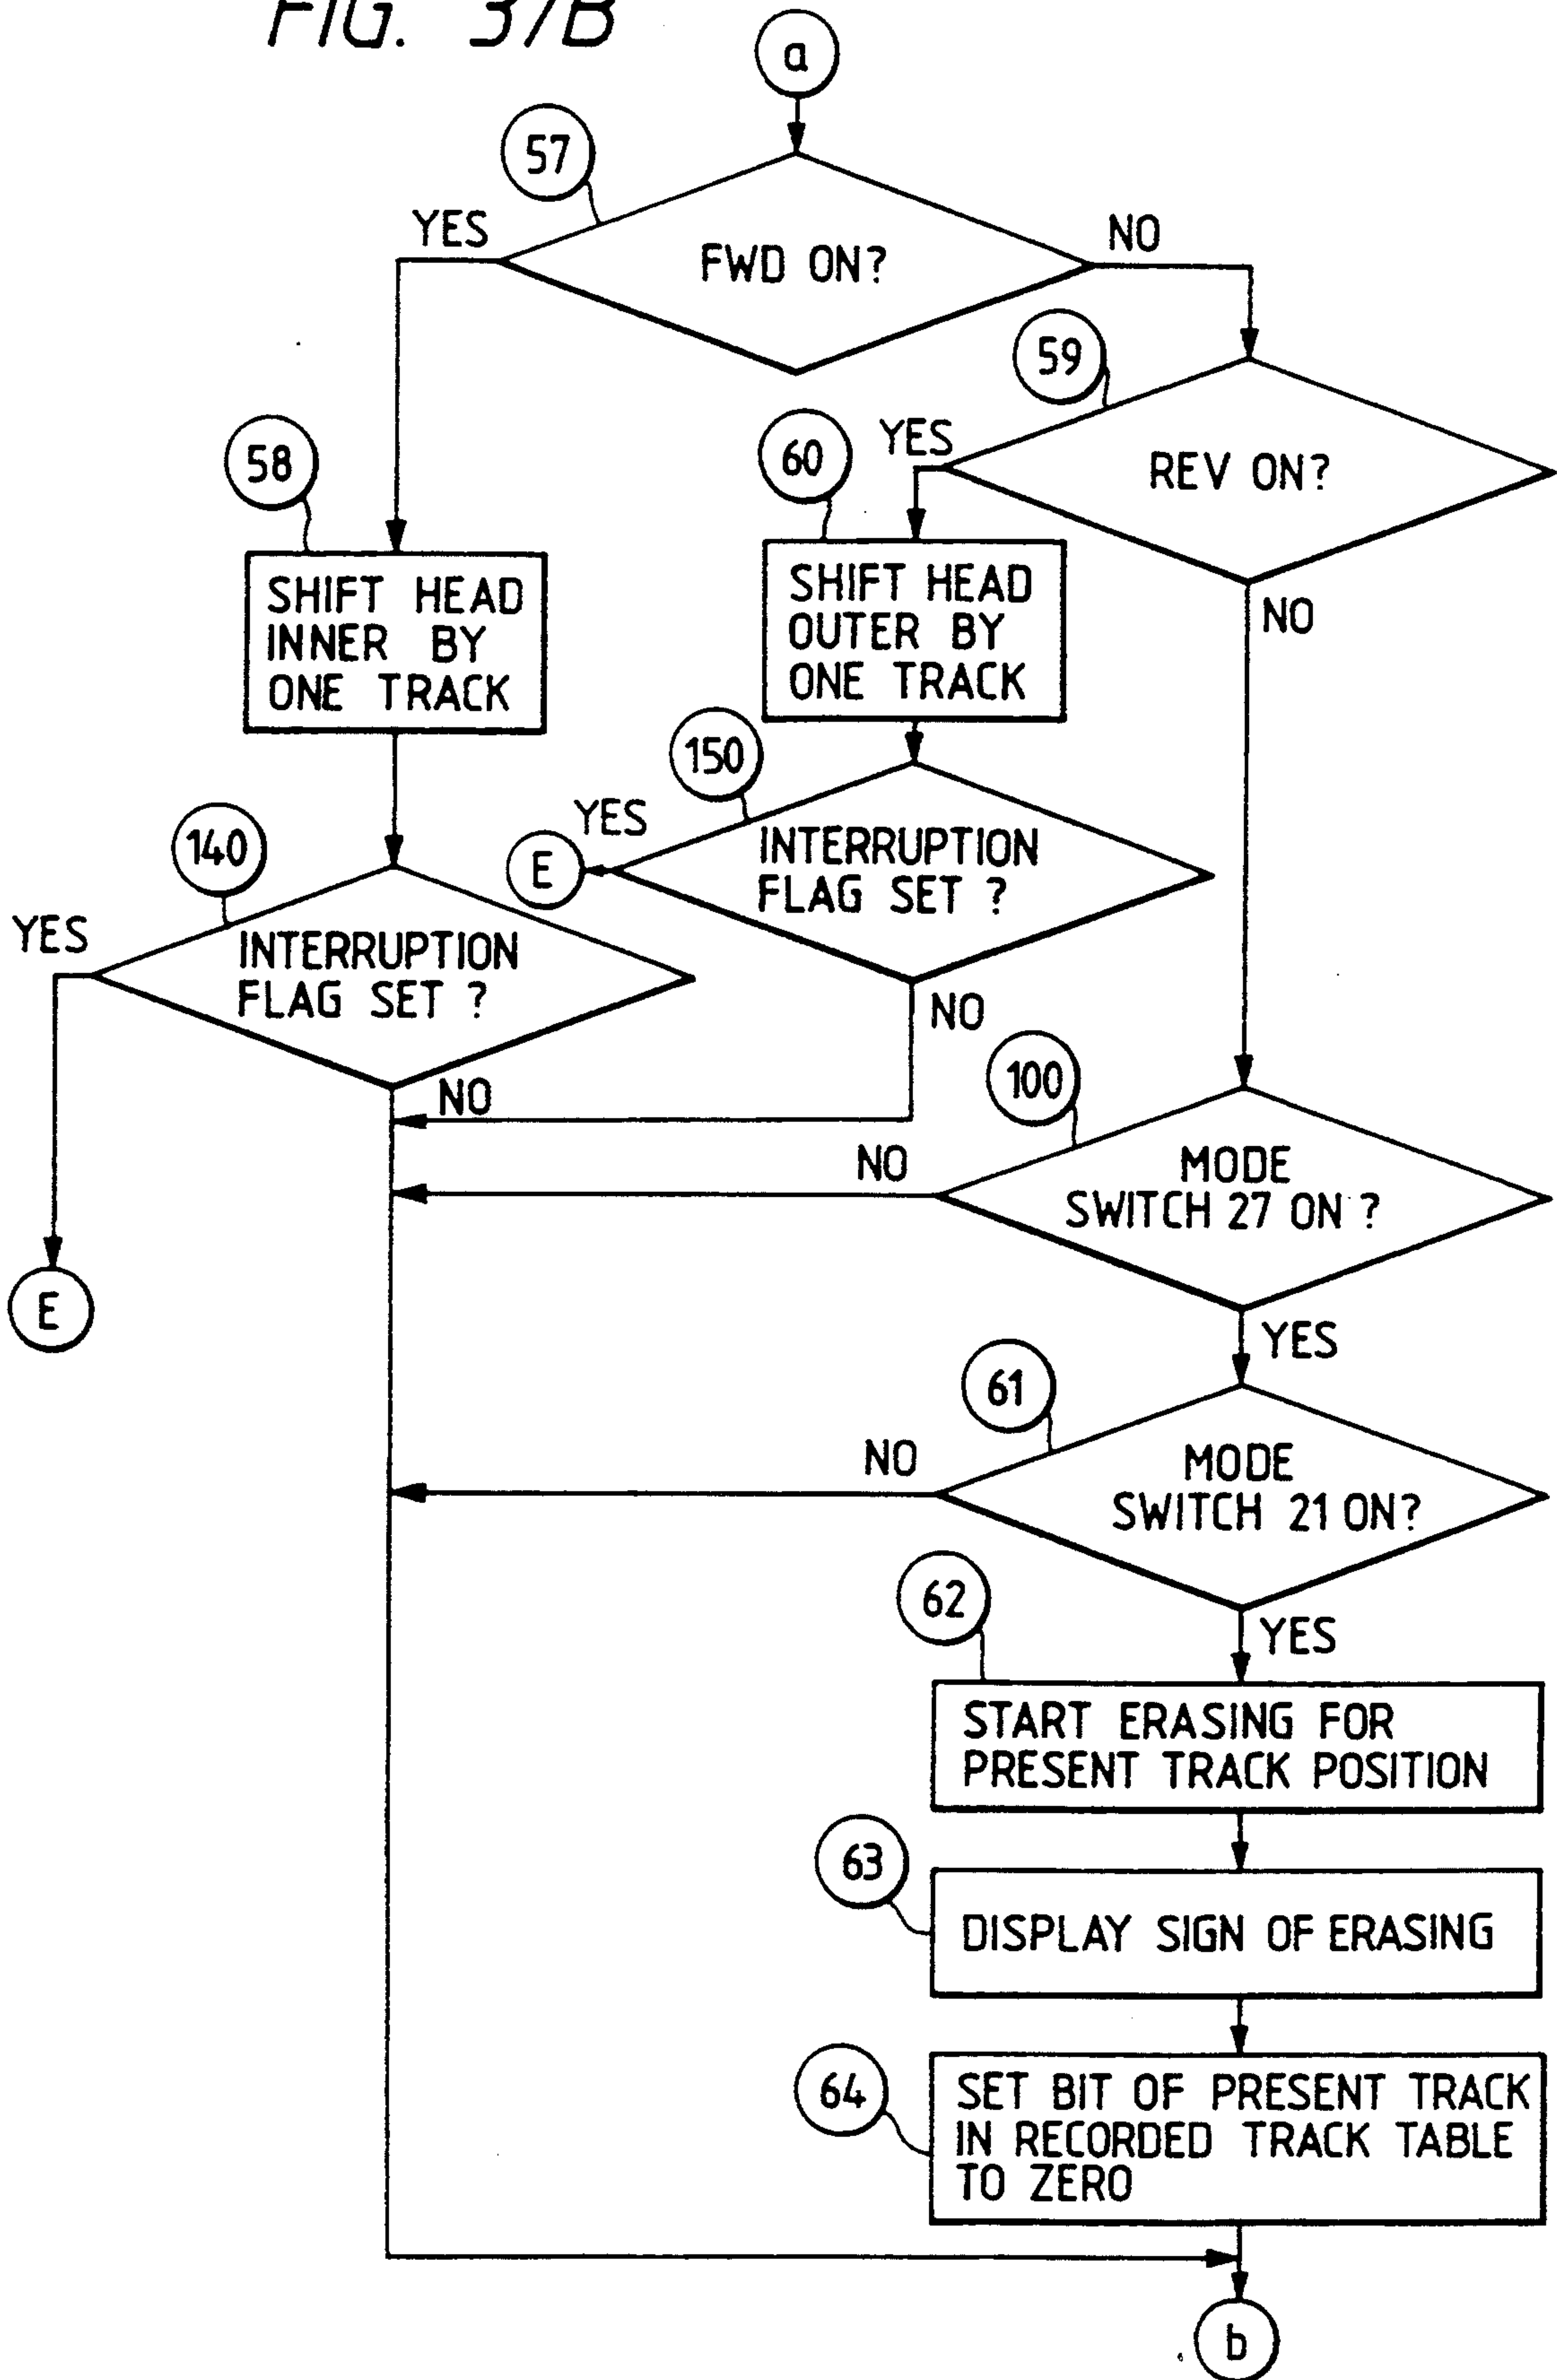 FIG. 37B
a
57
YES
FWD ON?
NO
59
58
60
YES
REV ON?
SHIFT HEAD
INNER BY
ONE TRACK
SHIFT HEAD
OUTER BY
ONE TRACK
NO
150
140
YES
E
INTERRUPTION
FLAG SET ?
YES
INTERRUPTION
FLAG SET ?
NO
NO
100
NO
MODE
SWITCH 27 ON ?
E
YES
61
NO
MODE
SWITCH 21 ON?
62
YES
START ERASING FOR
PRESENT TRACK POSITION
63
DISPLAY SIGN OF ERASING
64
SET BIT OF PRESENT TRACK
IN RECORDED TRACK TABLE
TO ZERO
b